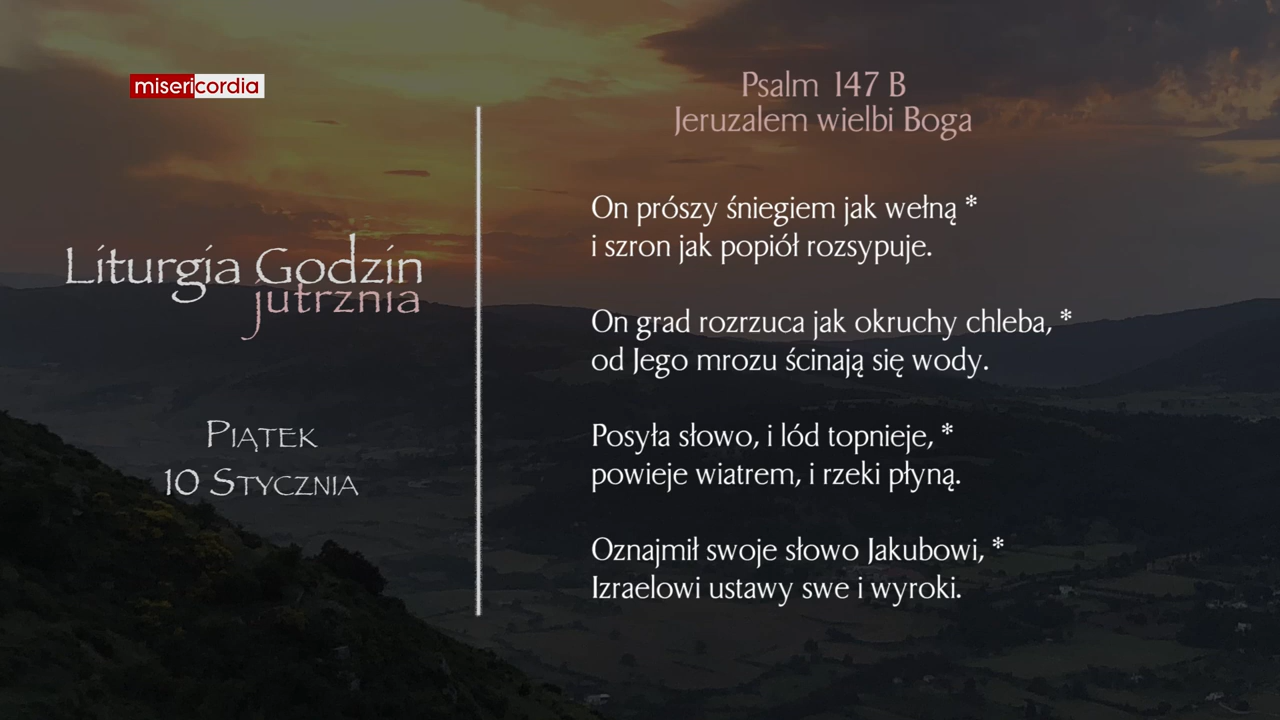 misericordia
Liturgia Godzin
jutrznia
Piątek
10 Stycznia
Psalm 147 B
Jeruzalem wielbi Boga
On prószy śniegiem jak wełną *
i szron jak popiół rozsypuje.
On grad rozrzuca jak okruchy chleba, *
od Jego mrozu ścinają się wody.
Posyła słowo, i lód topnieje, *
powieje wiatrem, i rzeki płyną.
Oznajmił swoje słowo Jakubowi, *
Izraelowi ustawy swe i wyroki.